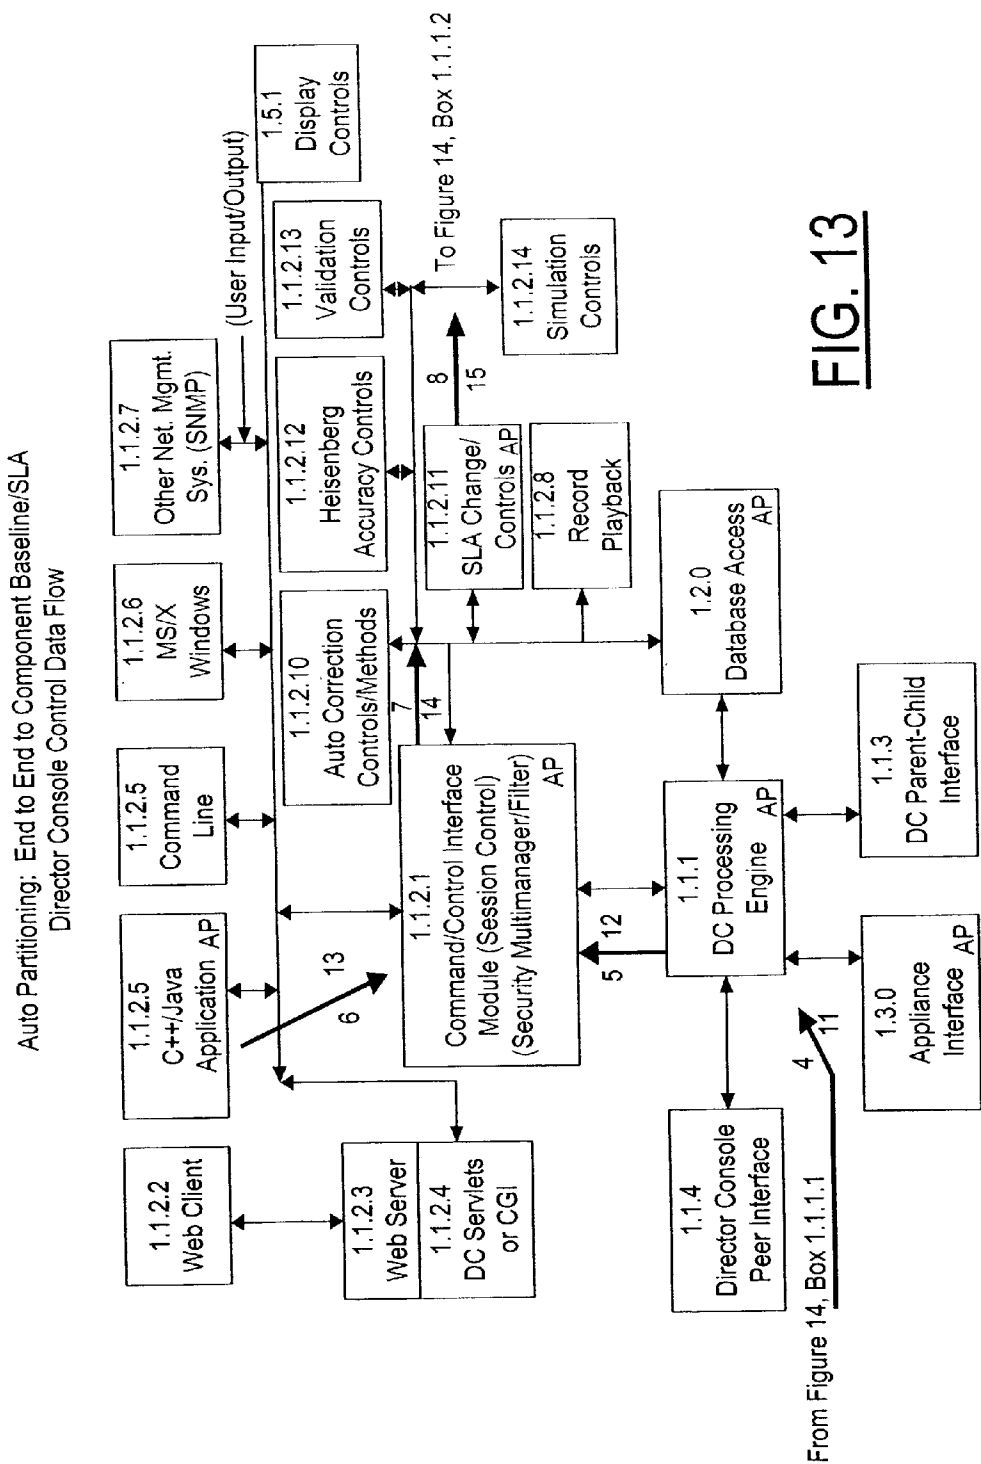 Auto Partitioning: End to End to Component Baseline/SLA
Director Console Control Data Flow
1.1.2.2
Web Client
1.1.2.5
C++/Java
Application AP
1.1.2.5
Command
Line
1.1.2.6
MS/X
Windows
1.1.2.7
Other Net. Mgmt.
Sys. (SNMP)
(User Input/Output)
1.5.1
Display
Controls
1.1.2.3
Web Server
1.1.2.4
DC Servlets
or CGI
6
13
1.1.2.10
Auto Correction
Controls/Methods
1.1.2.12
Heisenberg
Accuracy Controls
1.1.2.13
Validation
Controls
1.1.2.1
Command/Control Interface
Module (Session Control)
(Security Multimanager/Filter)
AP
7
14
1.1.2.11
SLA Change/
Controls AP
8
15
To Figure 14, Box 1.1.1.2
1.1.2.8
Record
Playback
1.1.2.14
Simulation
Controls
5
12
1.1.4
Director Console
Peer Interface
1.1.1
DC Processing
Engine
AP
1.2.0
Database Access
AP
From Figure 14, Box 1.1.1.1
4
11
1.3.0
Appliance
Interface AP
1.1.3
DC Parent-Child
Interface
FIG. 13